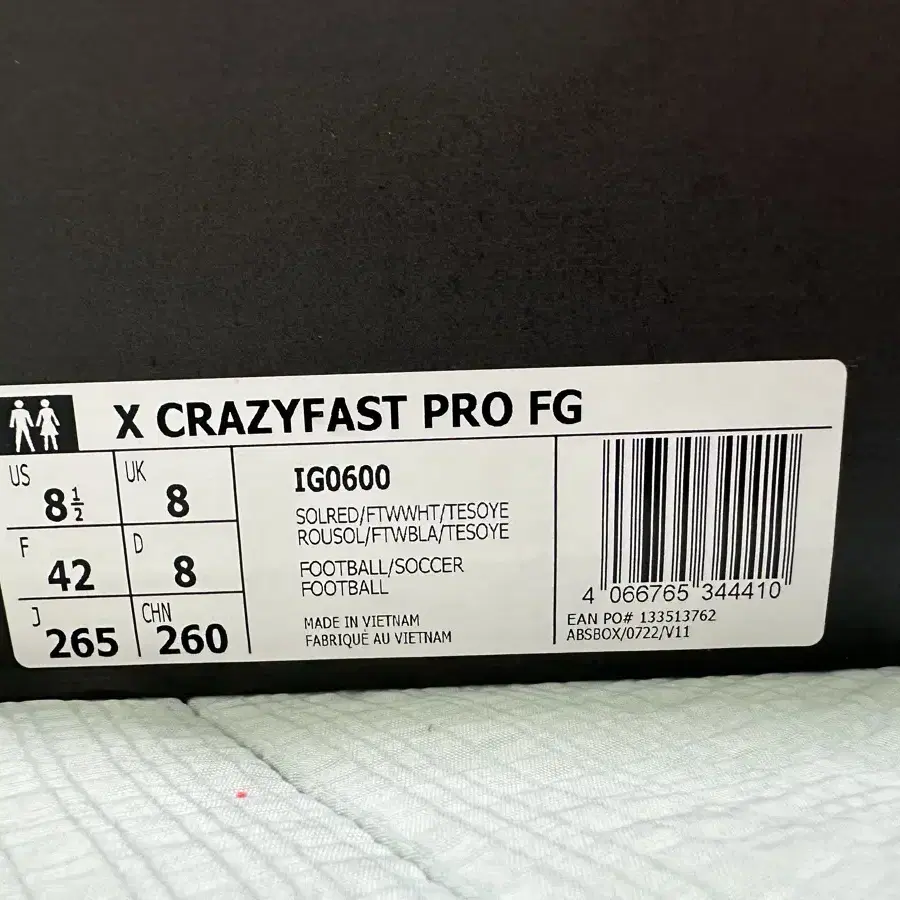 X CRAZYFAST PRO FG
US 8½
UK 8
F 42
D 8
J 265
CHN 260
IG0600
SOLRED/FTWWHT/TESOYE
ROUSOL/FTWBLA/TESOYE
FOOTBALL/SOCCER
FOOTBALL
MADE IN VIETNAM
FABRIQUÉ AU VIETNAM
4 066765 344410
EAN PO# 133513762
ABSBOX/0722/V11